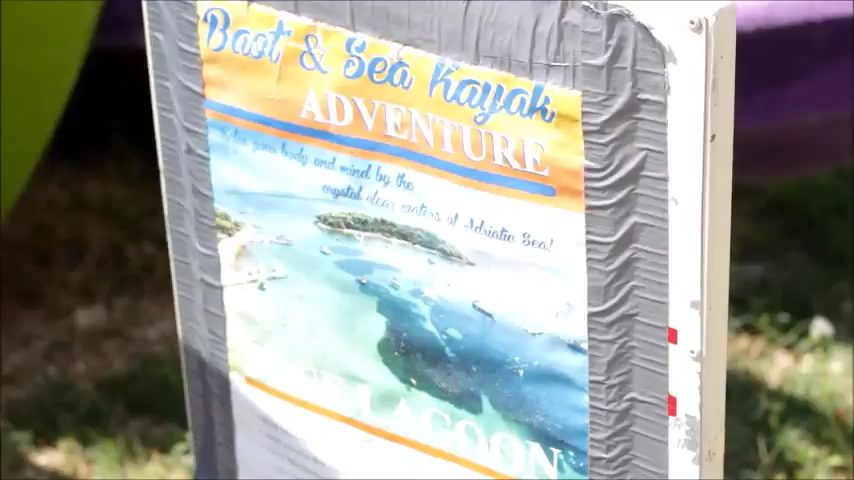 Boat & Sea Kayak
ADVENTURE
Relax your body and mind by the
crystal clear waters of Adriatic Sea!
LAGOON